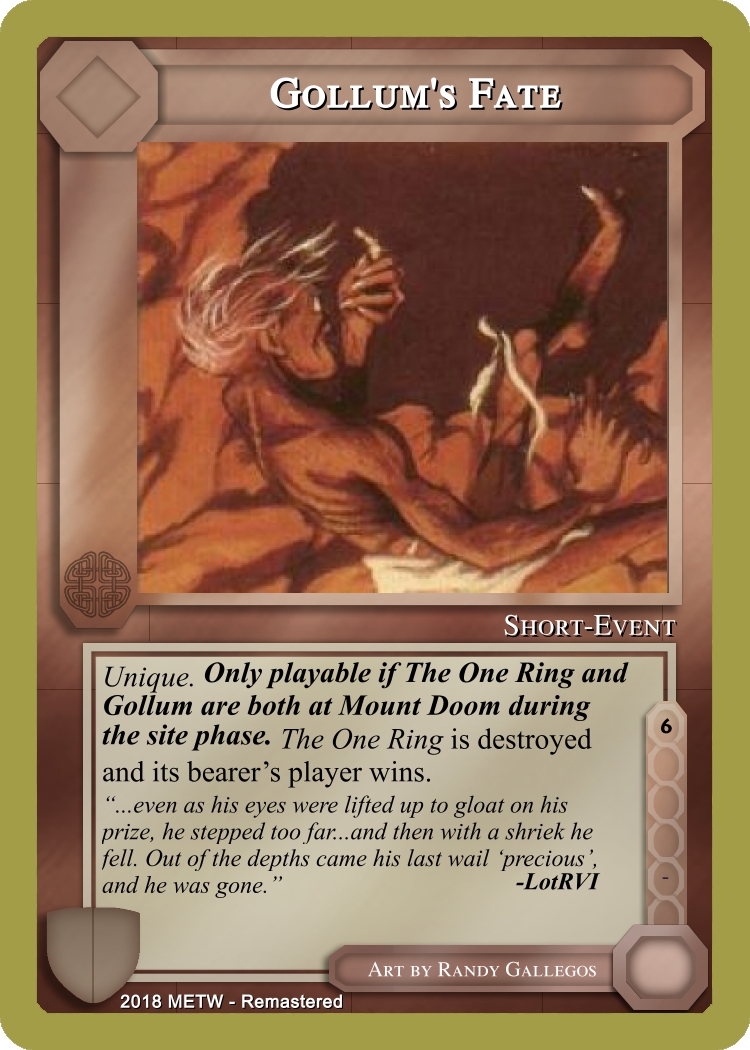 Gollum's Fate
Short-Event
Unique. Only playable if The One Ring and
Gollum are both at Mount Doom during
the site phase. The One Ring is destroyed
and its bearer’s player wins.
“...even as his eyes were lifted up to gloat on his
prize, he stepped too far...and then with a shriek he
fell. Out of the depths came his last wail ‘precious’,
and he was gone.” -LotRVI
6
-
Art by Randy Gallegos
2018 METW - Remastered